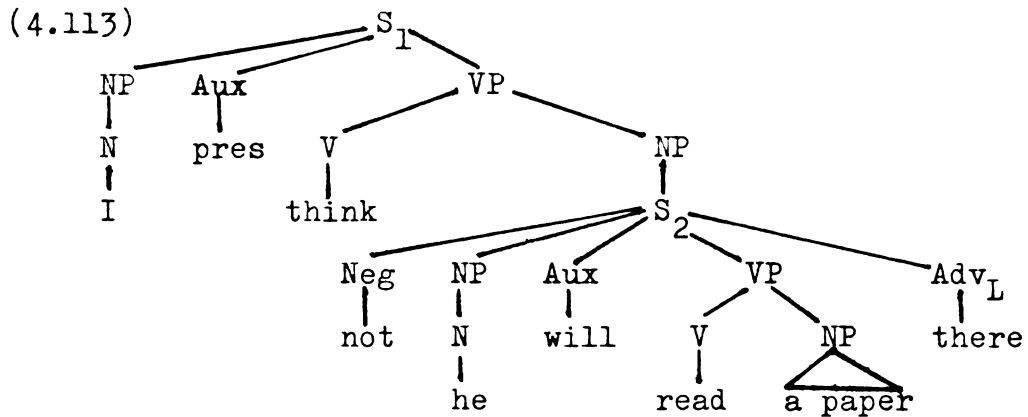 (4.113) S1
NP Aux VP
N pres V NP
I think S2
Neg NP Aux VP AdvL
not N will V NP there
he read a paper